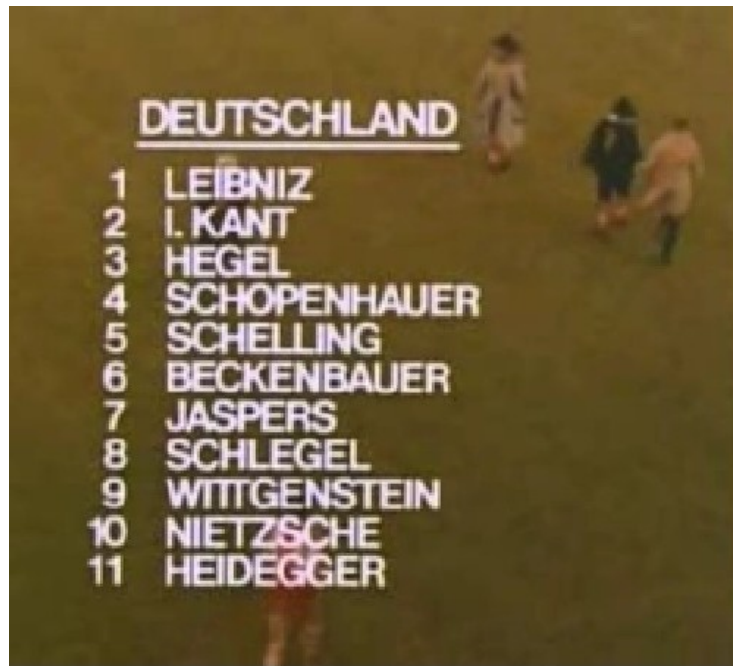 DEUTSCHLAND
1 LEIBNIZ
2 I. KANT
3 HEGEL
4 SCHOPENHAUER
5 SCHELLING
6 BECKENBAUER
7 JASPERS
8 SCHLEGEL
9 WITTGENSTEIN
10 NIETZSCHE
11 HEIDEGGER